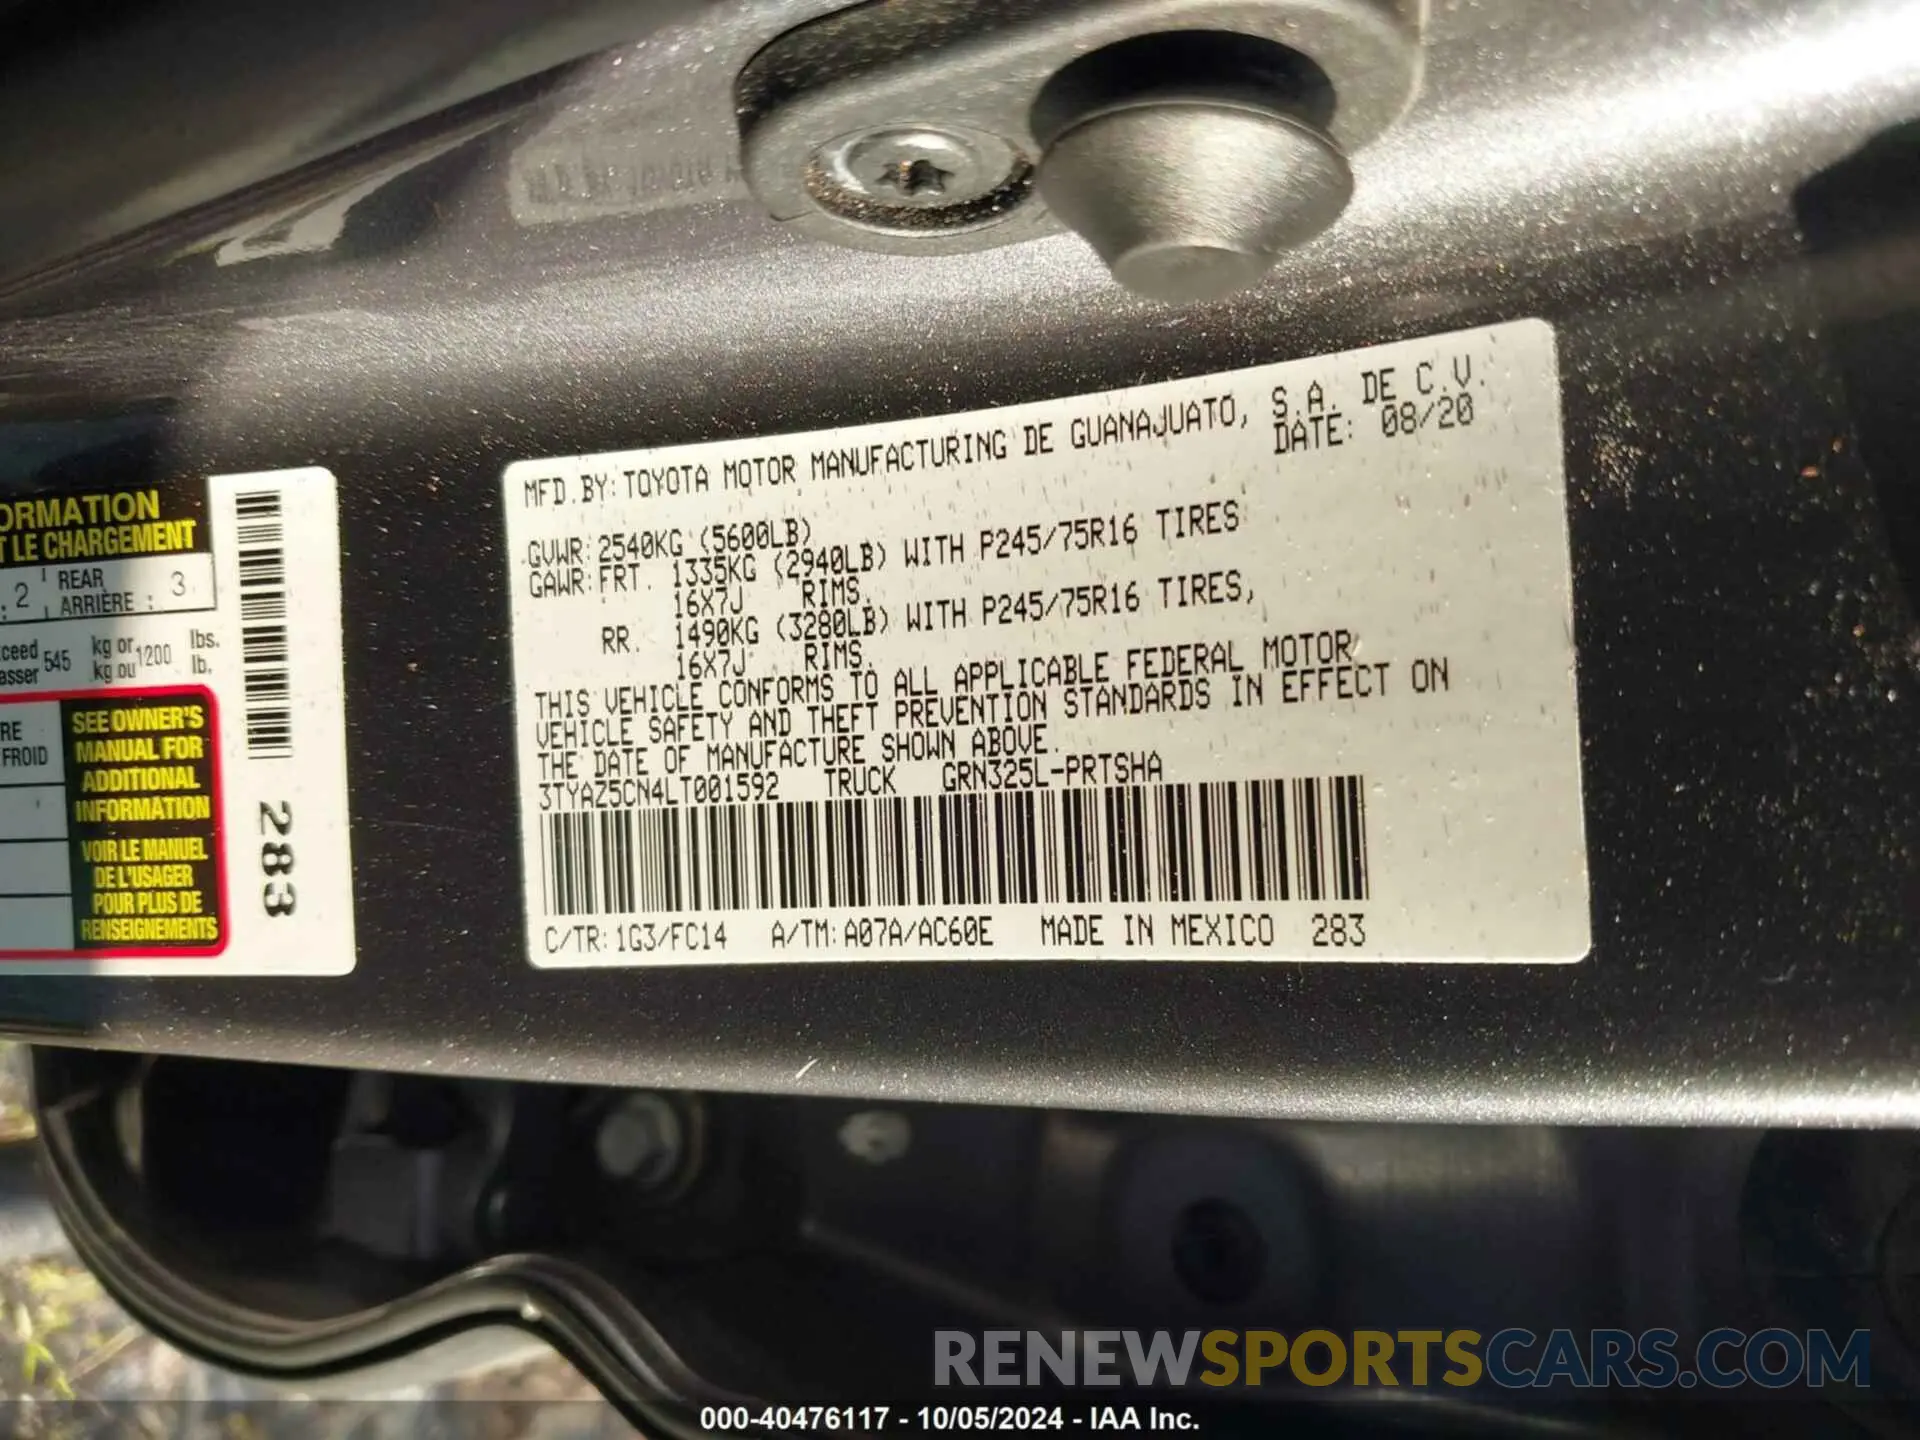 ORMATION
T LE CHARGEMENT
2 REAR
ARRIÈRE : 3
xceed
asser 545 kg or
kg ou 1200 lbs.
lb.
RE
FROID
SEE OWNER'S
MANUAL FOR
ADDITIONAL
INFORMATION
VOIR LE MANUEL
DE L'USAGER
POUR PLUS DE
RENSEIGNEMENTS
283
MFD.BY:TOYOTA MOTOR MANUFACTURING DE GUANAJUATO, S.A. DE C.V.
DATE: 08/20
GVWR:2540KG (5600LB)
GAWR:FRT. 1335KG (2940LB) WITH P245/75R16 TIRES
16X7J RIMS.
RR. 1490KG (3280LB) WITH P245/75R16 TIRES,
16X7J RIMS.
THIS VEHICLE CONFORMS TO ALL APPLICABLE FEDERAL MOTOR
VEHICLE SAFETY AND THEFT PREVENTION STANDARDS IN EFFECT ON
THE DATE OF MANUFACTURE SHOWN ABOVE.
3TYAZ5CN4LT001592 TRUCK GRN325L-PRTSHA
C/TR:1G3/FC14 A/TM:A07A/AC60E MADE IN MEXICO 283
RENEWSPORTSCARS.COM
000-40476117 - 10/05/2024 - IAA Inc.